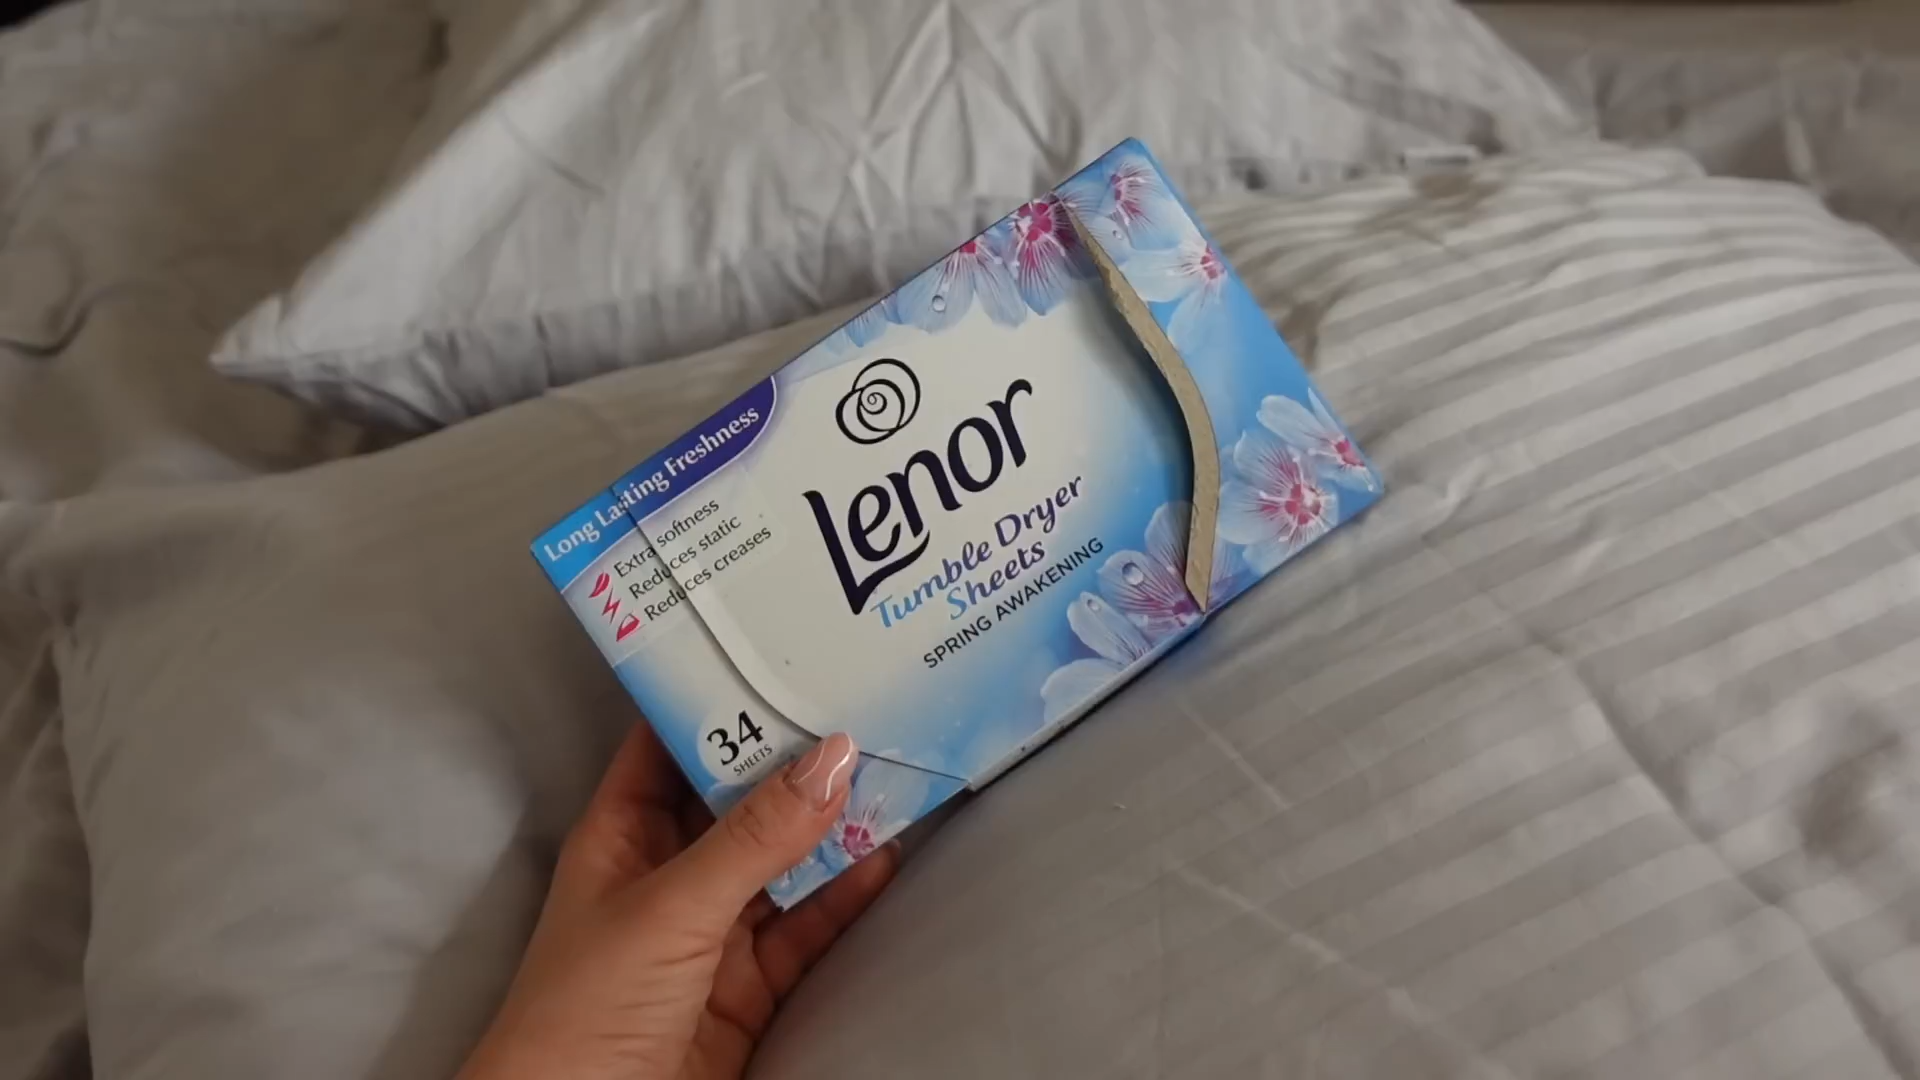 Long Lasting Freshness
Extra softness
Reduces static
Reduces creases
Lenor
Tumble Dryer
Sheets
SPRING AWAKENING
34
SHEETS